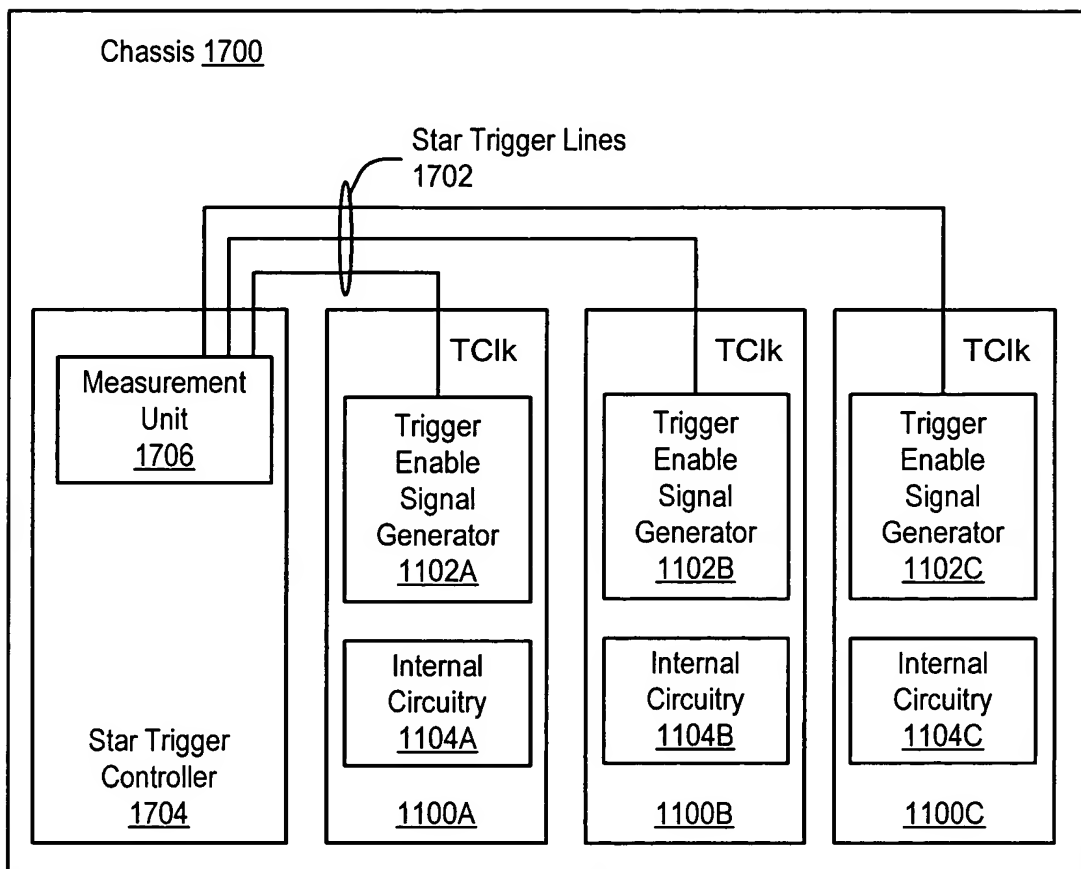 Chassis 1700
Star Trigger Lines
1702
Measurement
Unit
1706
Star Trigger
Controller
1704
TClk
Trigger
Enable
Signal
Generator
1102A
Internal
Circuitry
1104A
1100A
TClk
Trigger
Enable
Signal
Generator
1102B
Internal
Circuitry
1104B
1100B
TClk
Trigger
Enable
Signal
Generator
1102C
Internal
Circuitry
1104C
1100C